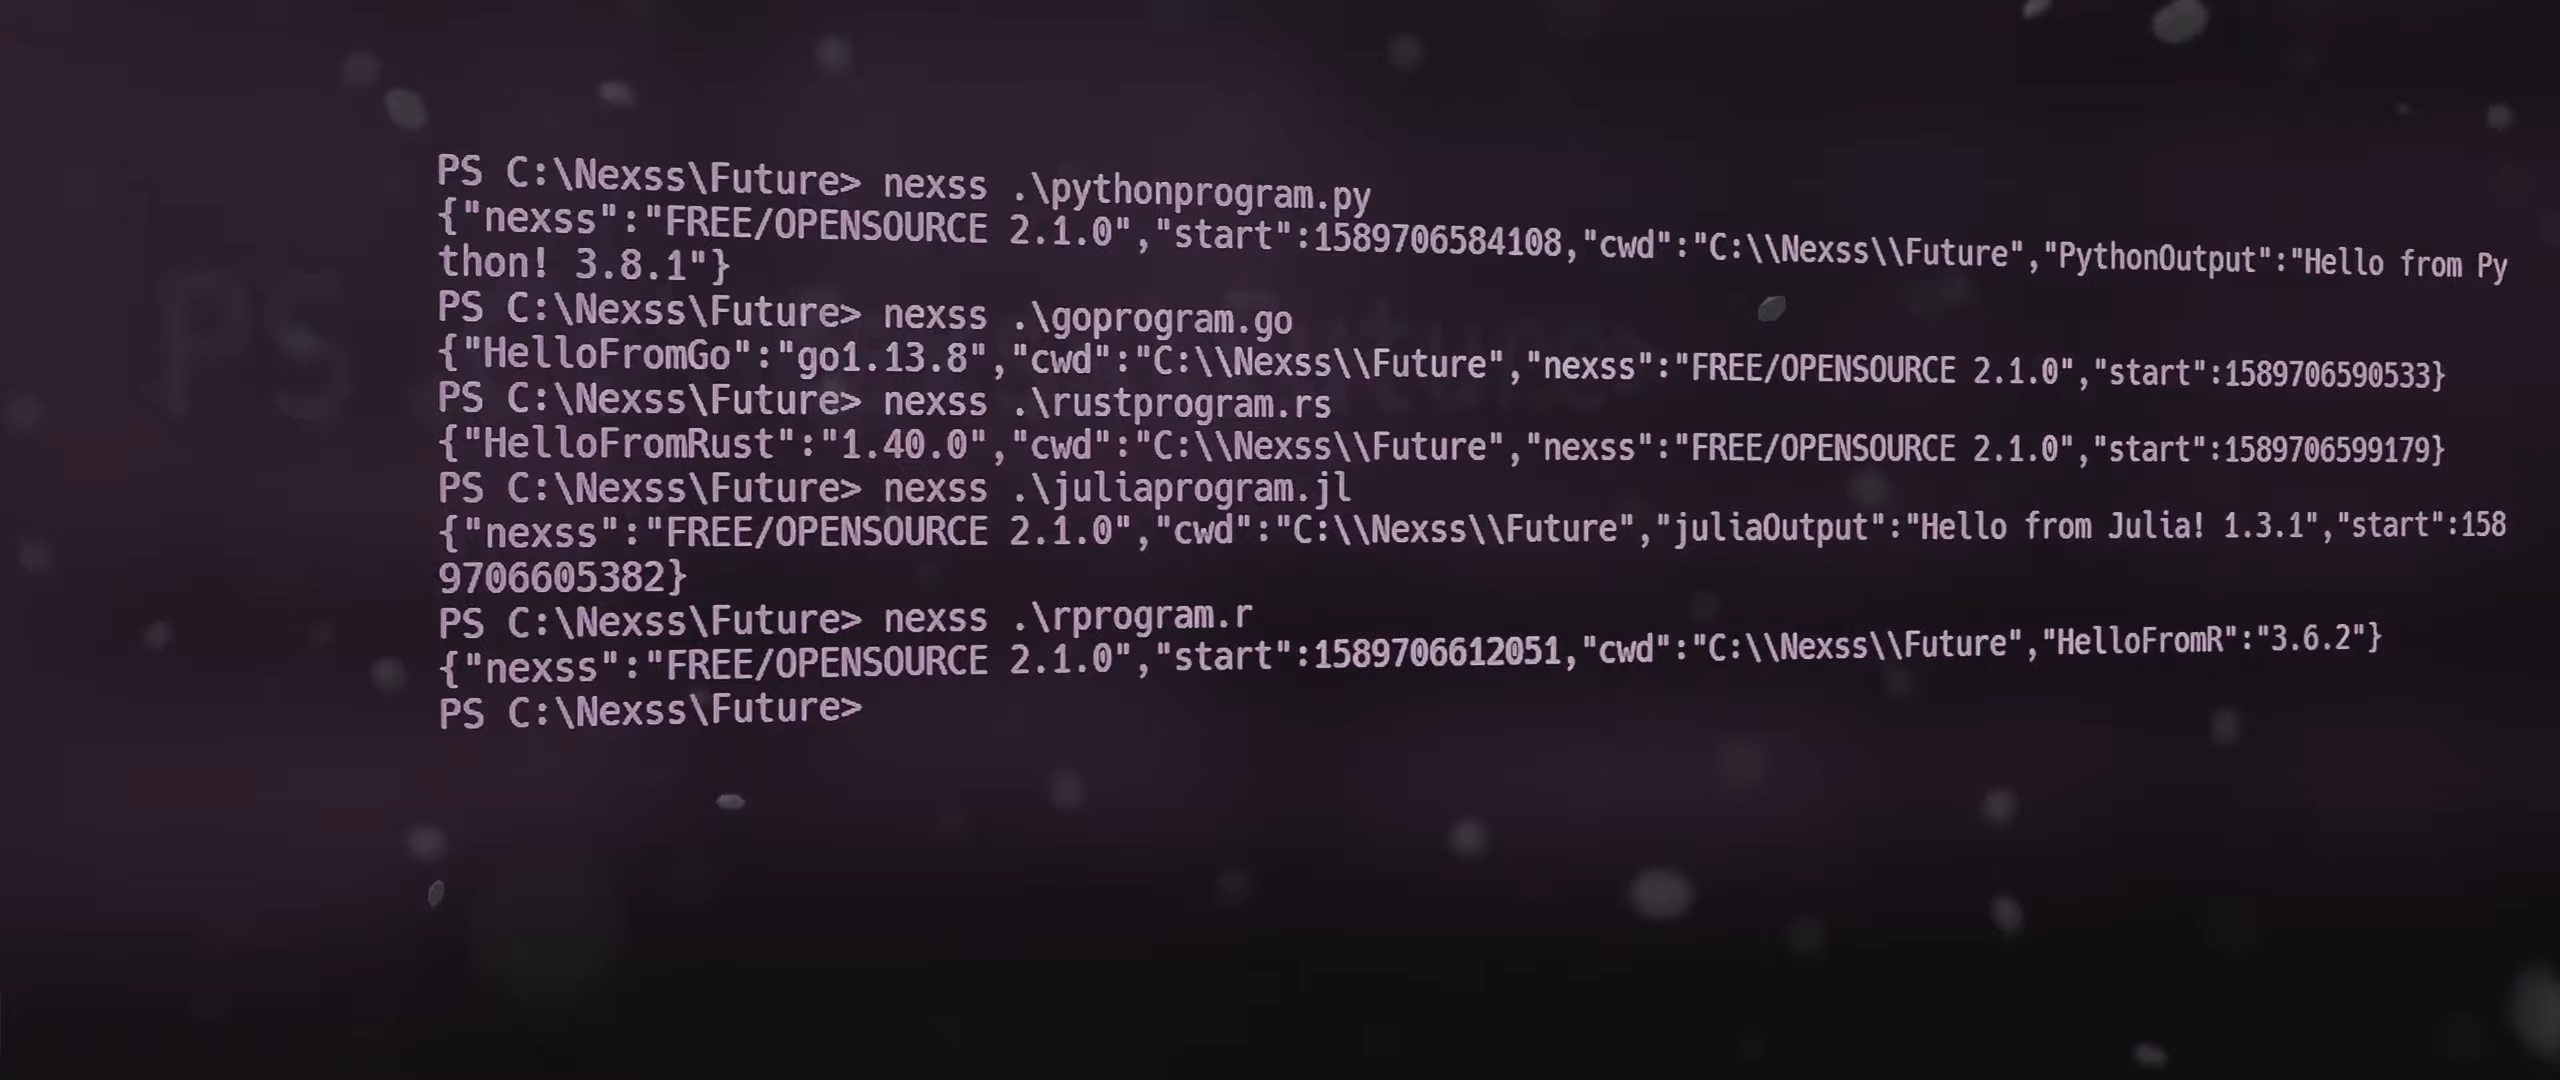 PS C:\Nexss\Future> nexss .\pythonprogram.py
{"nexss":"FREE/OPENSOURCE 2.1.0","start":1589706584108,"cwd":"C:\\Nexss\\Future","PythonOutput":"Hello from Py
thon! 3.8.1"}
PS C:\Nexss\Future> nexss .\goprogram.go
{"HelloFromGo":"go1.13.8","cwd":"C:\\Nexss\\Future","nexss":"FREE/OPENSOURCE 2.1.0","start":1589706590533}
PS C:\Nexss\Future> nexss .\rustprogram.rs
{"HelloFromRust":"1.40.0","cwd":"C:\\Nexss\\Future","nexss":"FREE/OPENSOURCE 2.1.0","start":1589706599179}
PS C:\Nexss\Future> nexss .\juliaprogram.jl
{"nexss":"FREE/OPENSOURCE 2.1.0","cwd":"C:\\Nexss\\Future","juliaOutput":"Hello from Julia! 1.3.1","start":158
9706605382}
PS C:\Nexss\Future> nexss .\rprogram.r
{"nexss":"FREE/OPENSOURCE 2.1.0","start":1589706612051,"cwd":"C:\\Nexss\\Future","HelloFromR":"3.6.2"}
PS C:\Nexss\Future>